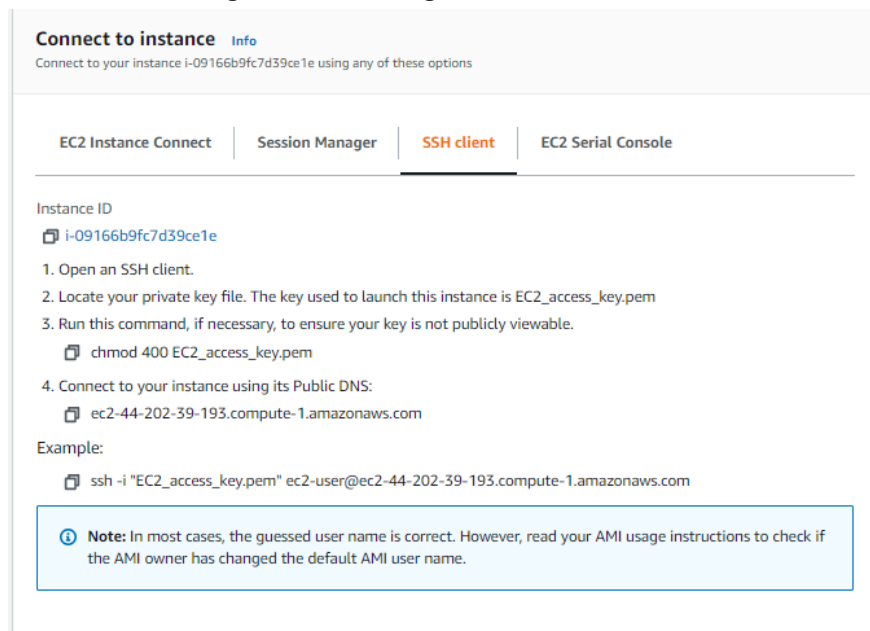 Connect to instance Info
Connect to your instance i-09166b9fc7d39ce1e using any of these options
EC2 Instance Connect Session Manager SSH client EC2 Serial Console
Instance ID
i-09166b9fc7d39ce1e
1. Open an SSH client.
2. Locate your private key file. The key used to launch this instance is EC2_access_key.pem
3. Run this command, if necessary, to ensure your key is not publicly viewable.
chmod 400 EC2_access_key.pem
4. Connect to your instance using its Public DNS:
ec2-44-202-39-193.compute-1.amazonaws.com
Example:
ssh -i "EC2_access_key.pem" ec2-user@ec2-44-202-39-193.compute-1.amazonaws.com
Note: In most cases, the guessed user name is correct. However, read your AMI usage instructions to check if
the AMI owner has changed the default AMI user name.